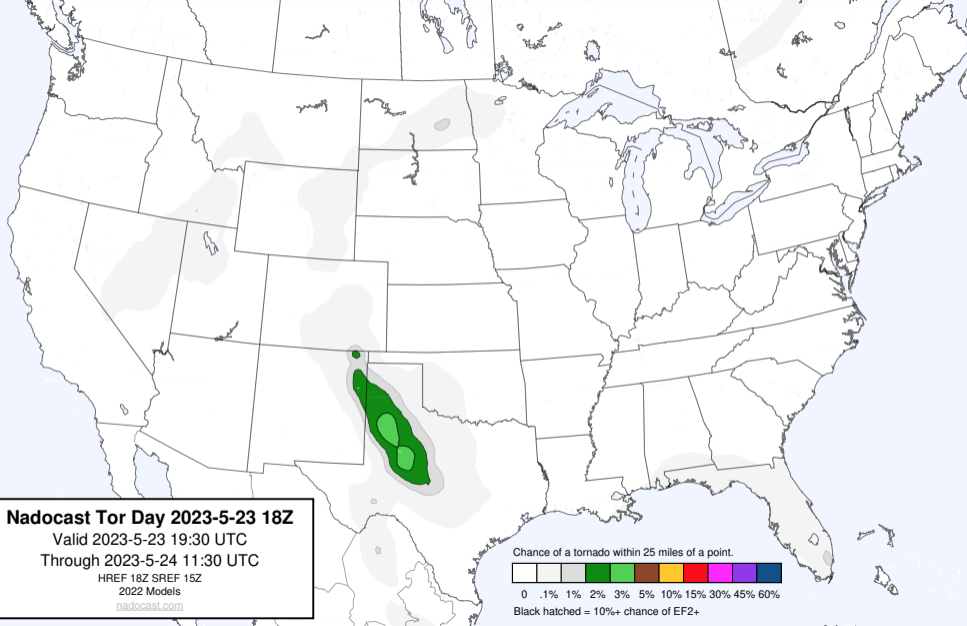 Nadocast Tor Day 2023-5-23 18Z
Valid 2023-5-23 19:30 UTC
Through 2023-5-24 11:30 UTC
HREF 18Z SREF 15Z
2022 Models
nadocast.com
Chance of a tornado within 25 miles of a point.
0 .1% 1% 2% 3% 5% 10% 15% 30% 45% 60%
Black hatched = 10%+ chance of EF2+